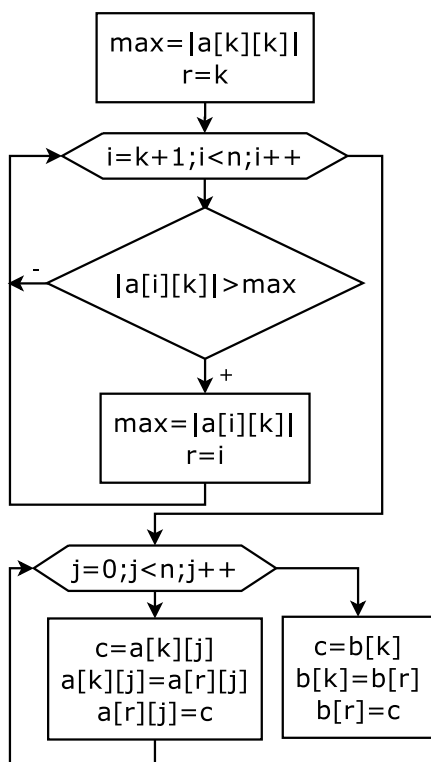 max=|a[k][k]|
r=k
i=k+1;i<n;i++
|a[i][k]|>max
-
+
max=|a[i][k]|
r=i
j=0;j<n;j++
c=a[k][j]
a[k][j]=a[r][j]
a[r][j]=c
c=b[k]
b[k]=b[r]
b[r]=c